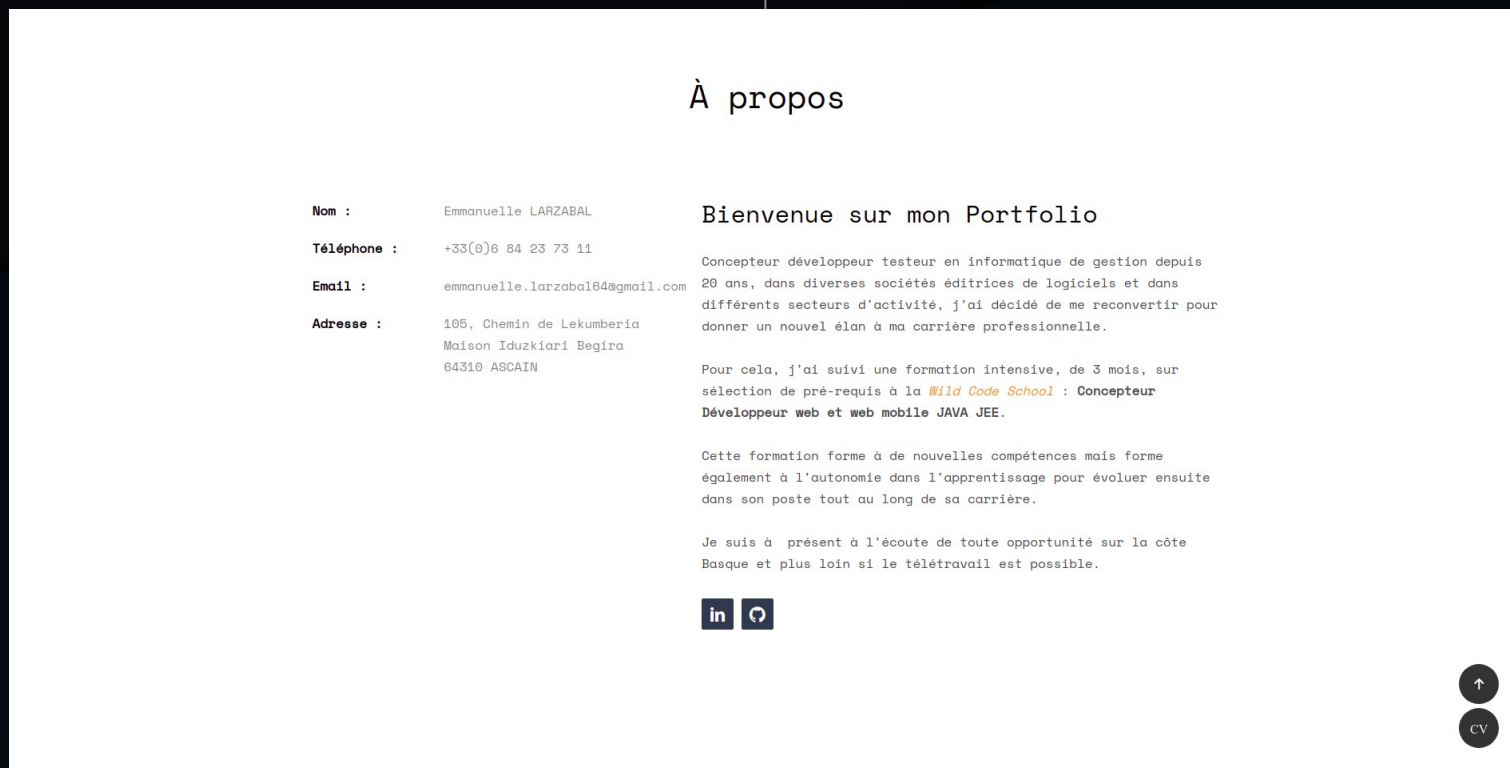 À propos
Nom :
Emmanuelle LARZABAL
Téléphone :
+33(0)6 84 23 73 11
Email :
emmanuelle.larzabal64@gmail.com
Adresse :
105, Chemin de Lekumberia
Maison Iduzkiari Begira
64310 ASCAIN
Bienvenue sur mon Portfolio
Concepteur développeur testeur en informatique de gestion depuis
20 ans, dans diverses sociétés éditrices de logiciels et dans
différents secteurs d'activité, j'ai décidé de me reconvertir pour
donner un nouvel élan à ma carrière professionnelle.
Pour cela, j'ai suivi une formation intensive, de 3 mois, sur
sélection de pré-requis à la Wild Code School : Concepteur
Développeur web et web mobile JAVA JEE.
Cette formation forme à de nouvelles compétences mais forme
également à l'autonomie dans l'apprentissage pour évoluer ensuite
dans son poste tout au long de sa carrière.
Je suis à  présent à l'écoute de toute opportunité sur la côte
Basque et plus loin si le télétravail est possible.
in
CV